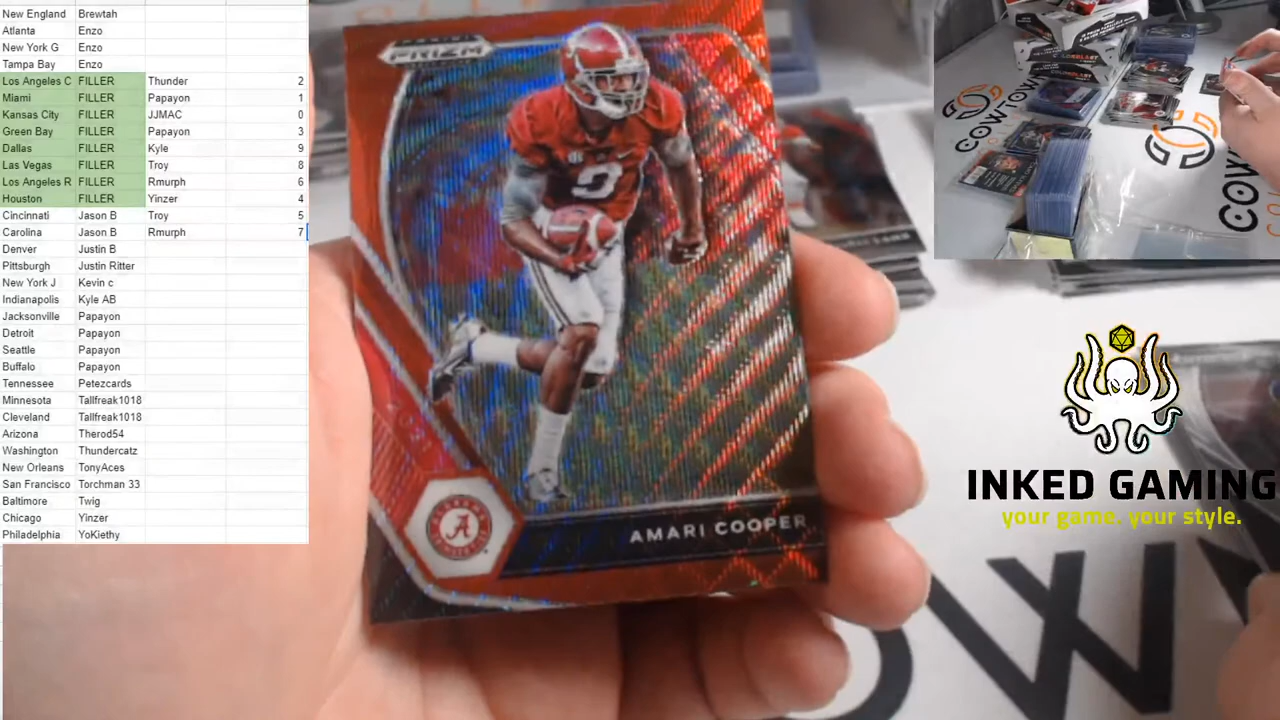 New England Brewtah
Atlanta Enzo
New York G Enzo
Tampa Bay Enzo
Los Angeles C FILLER Thunder 2
Miami FILLER Papayon 1
Kansas City FILLER JJMAC 0
Green Bay FILLER Papayon 3
Dallas FILLER Kyle 9
Las Vegas FILLER Troy 8
Los Angeles R FILLER Rmurph 6
Houston FILLER Yinzer 4
Cincinnati Jason B Troy 5
Carolina Jason B Rmurph 7
Denver Justin B
Pittsburgh Justin Ritter
New York J Kevin c
Indianapolis Kyle AB
Jacksonville Papayon
Detroit Papayon
Seattle Papayon
Buffalo Papayon
Tennessee Petezcards
Minnesota Tallfreak1018
Cleveland Tallfreak1018
Arizona Therod54
Washington Thundercatz
New Orleans TonyAces
San Francisco Torchman 33
Baltimore Twig
Chicago Yinzer
Philadelphia YoKiethy
PRIZM
9
A
AMARI COOPER
COWTOW
COW
INKED GAMING
your game. your style.
OW